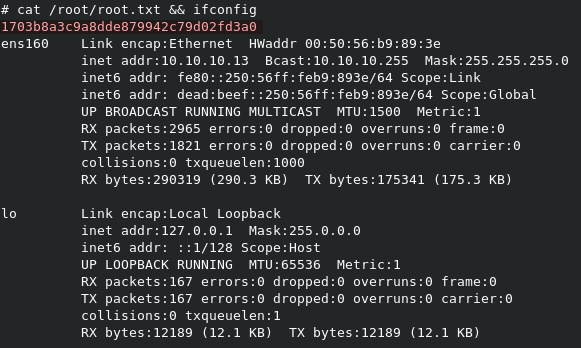 # cat /root/root.txt && ifconfig
1703b8a3c9a8dde879942c79d02fd3a0
ens160    Link encap:Ethernet  HWaddr 00:50:56:b9:89:3e
          inet addr:10.10.10.13  Bcast:10.10.10.255  Mask:255.255.255.0
          inet6 addr: fe80::250:56ff:feb9:893e/64 Scope:Link
          inet6 addr: dead:beef::250:56ff:feb9:893e/64 Scope:Global
          UP BROADCAST RUNNING MULTICAST  MTU:1500  Metric:1
          RX packets:2965 errors:0 dropped:0 overruns:0 frame:0
          TX packets:1821 errors:0 dropped:0 overruns:0 carrier:0
          collisions:0 txqueuelen:1000
          RX bytes:290319 (290.3 KB)  TX bytes:175341 (175.3 KB)

lo        Link encap:Local Loopback
          inet addr:127.0.0.1  Mask:255.0.0.0
          inet6 addr: ::1/128 Scope:Host
          UP LOOPBACK RUNNING  MTU:65536  Metric:1
          RX packets:167 errors:0 dropped:0 overruns:0 frame:0
          TX packets:167 errors:0 dropped:0 overruns:0 carrier:0
          collisions:0 txqueuelen:1
          RX bytes:12189 (12.1 KB)  TX bytes:12189 (12.1 KB)